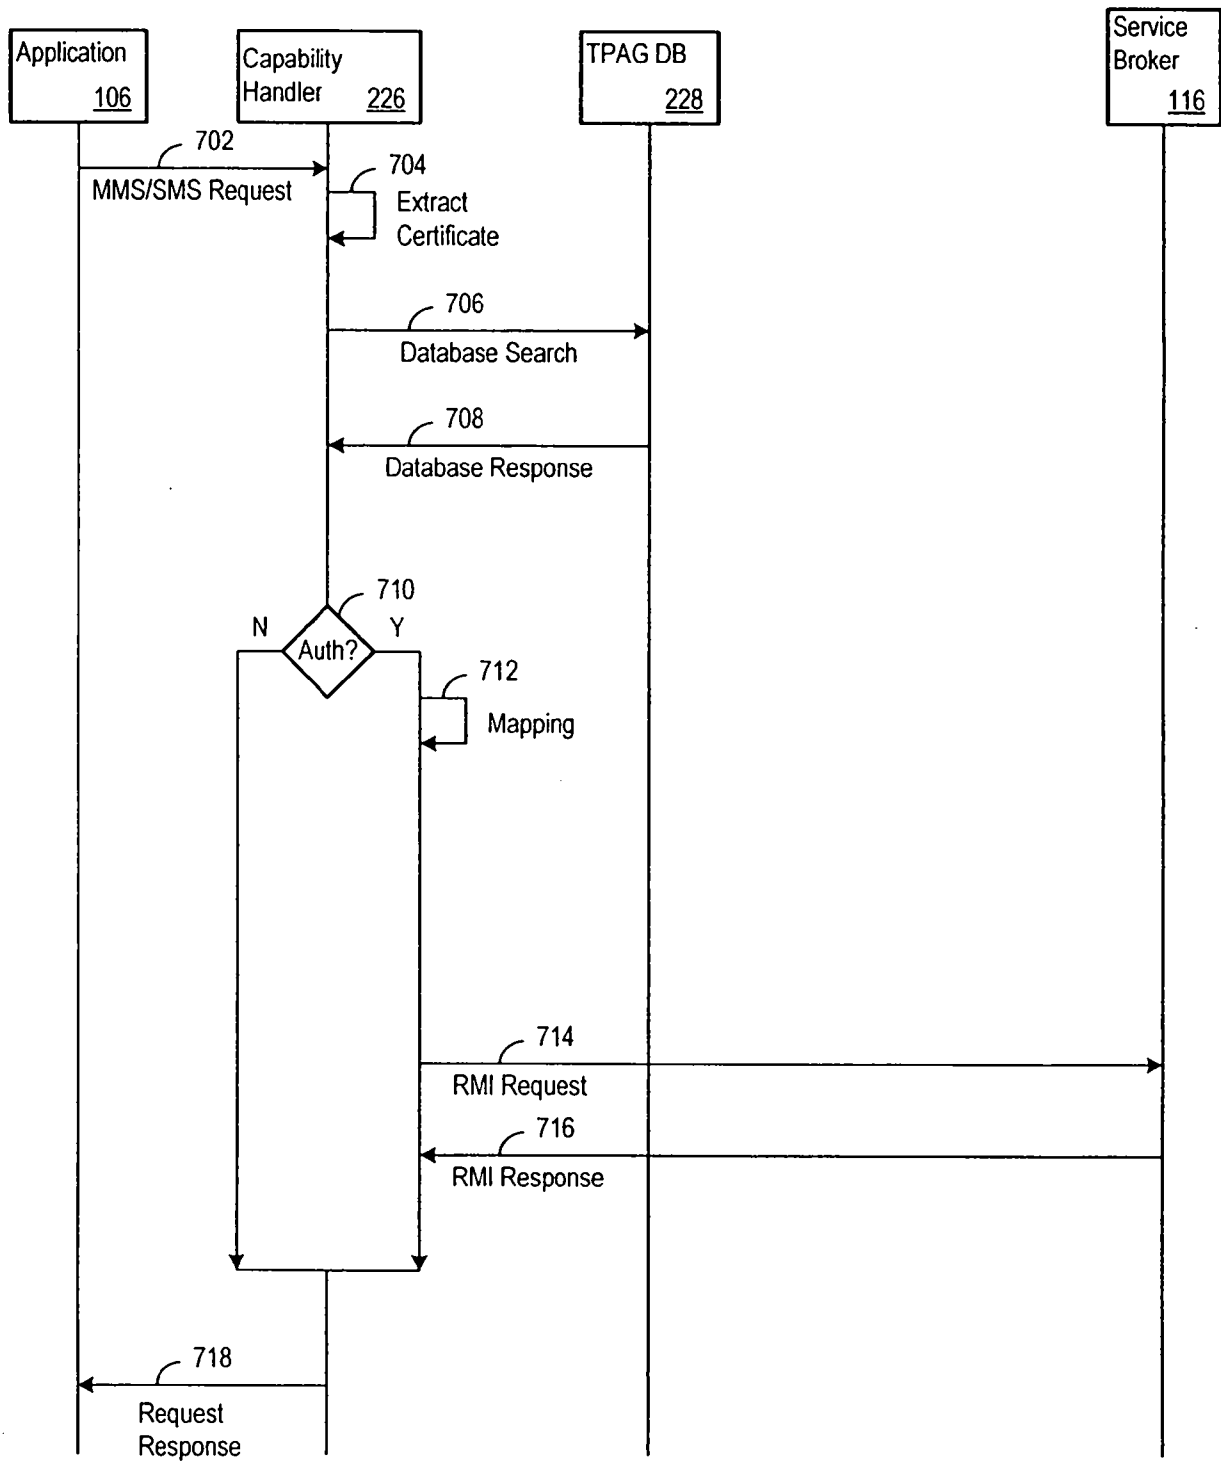 Application
106
Capability
Handler
226
TPAG DB
228
Service
Broker
116
702
MMS/SMS Request
704
Extract
Certificate
706
Database Search
708
Database Response
710
N
Y
Auth?
712
Mapping
714
RMI Request
716
RMI Response
718
Request
Response